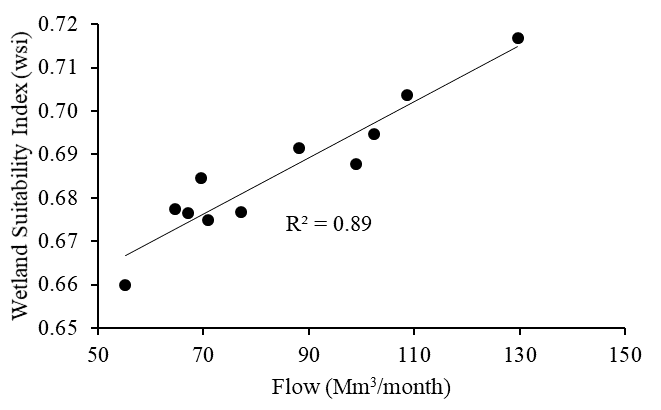 0.72
0.71
0.70
0.69
0.68
0.67
0.66
0.65
Wetland Suitability Index (wsi)
R² = 0.89
50 70 90 110 130 150
Flow (Mm³/month)